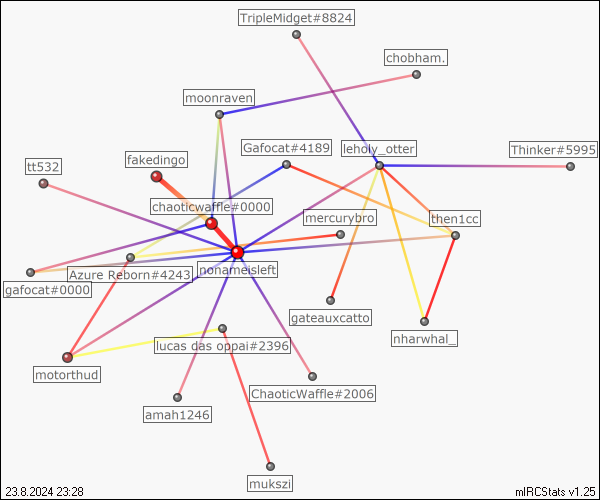 TripleMidget#8824
chobham.
moonraven
fakedingo
Gafocat#4189
leholy_otter
Thinker#5995
tt532
chaoticwaffle#0000
mercurybro
then1cc
nonameisleft
Azure Reborn#4243
gafocat#0000
gateauxcatto
nharwhal_
lucas das oppai#2396
motorthud
ChaoticWaffle#2006
amah1246
mukszi
23.8.2024 23:28
mIRCStats v1.25